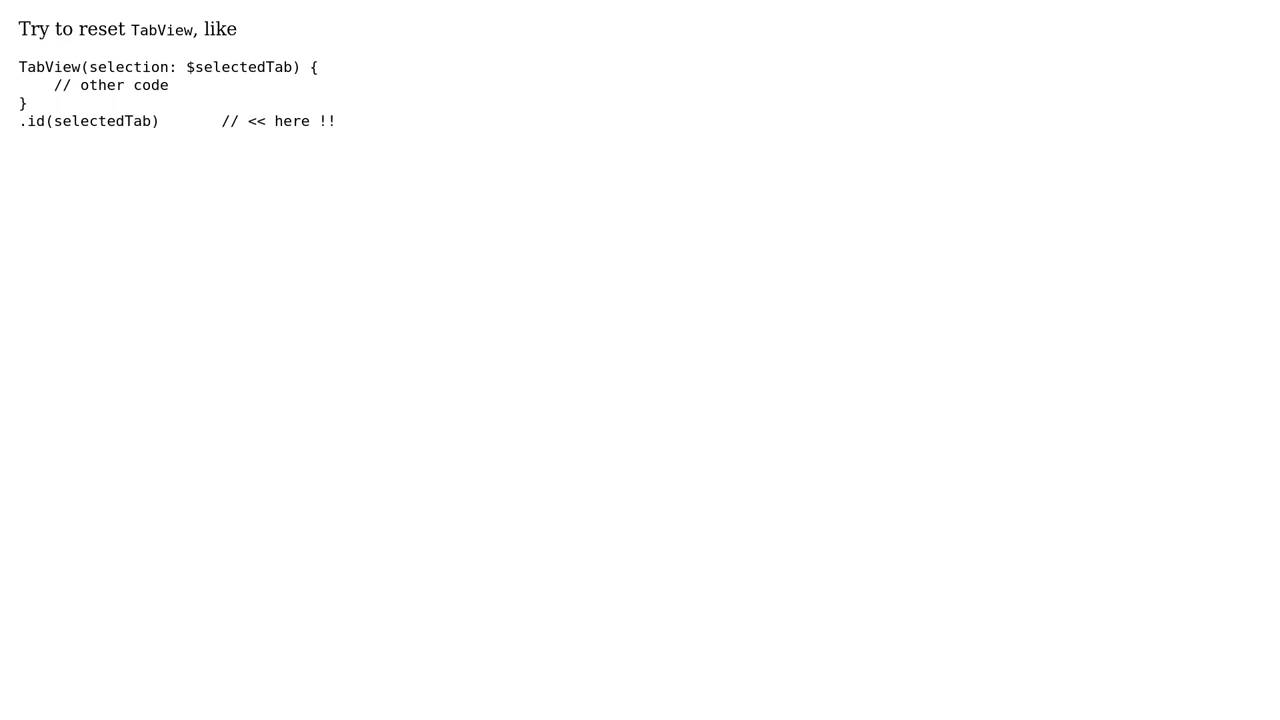 Try to reset TabView, like
TabView(selection: $selectedTab) {
    // other code
}
.id(selectedTab)       // << here !!